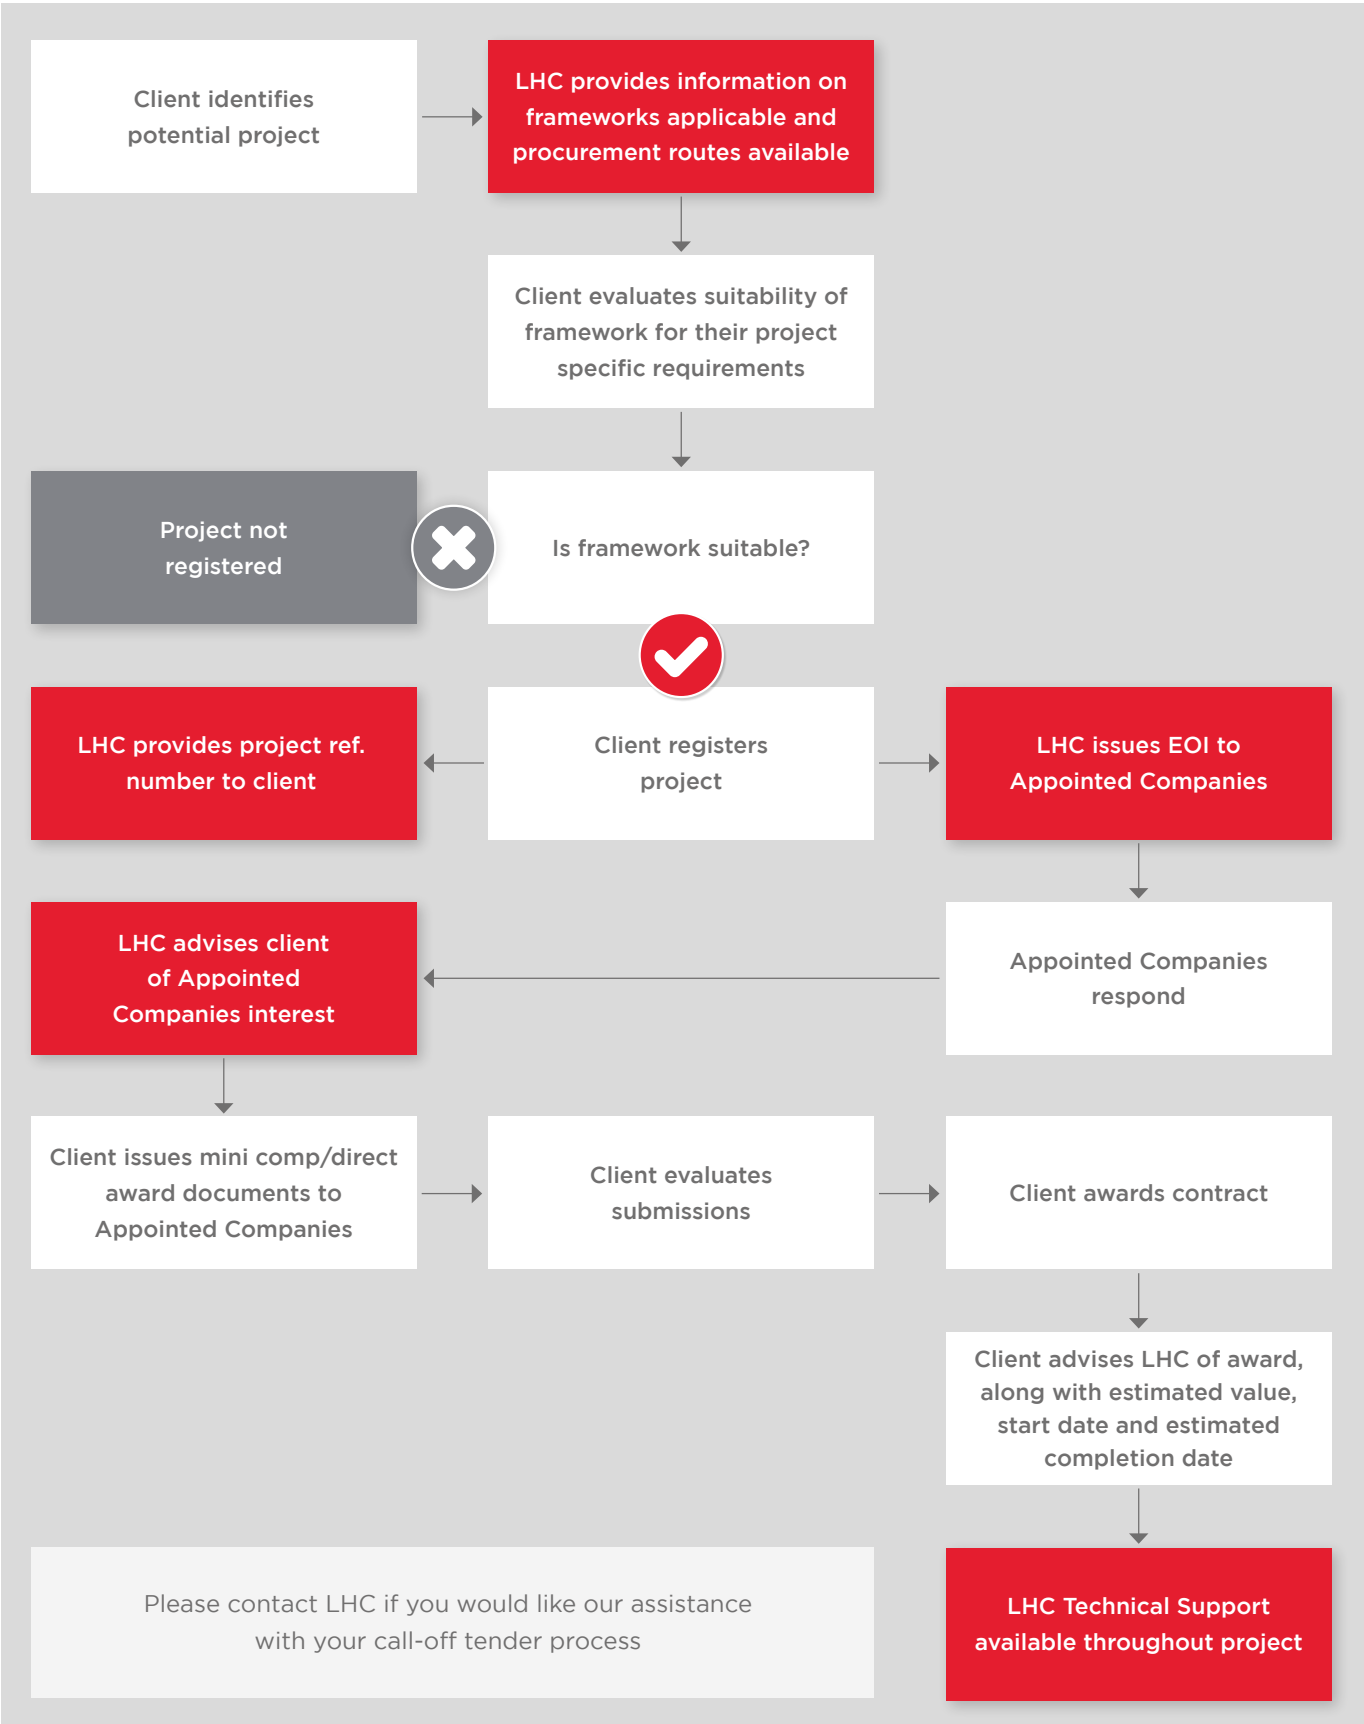 Client identifies
potential project
LHC provides information on
frameworks applicable and
procurement routes available
Client evaluates suitability of
framework for their project
specific requirements
Project not
registered
Is framework suitable?
LHC provides project ref.
number to client
Client registers
project
LHC issues EOI to
Appointed Companies
LHC advises client
of Appointed
Companies interest
Appointed Companies
respond
Client issues mini comp/direct
award documents to
Appointed Companies
Client evaluates
submissions
Client awards contract
Client advises LHC of award,
along with estimated value,
start date and estimated
completion date
Please contact LHC if you would like our assistance
with your call-off tender process
LHC Technical Support
available throughout project